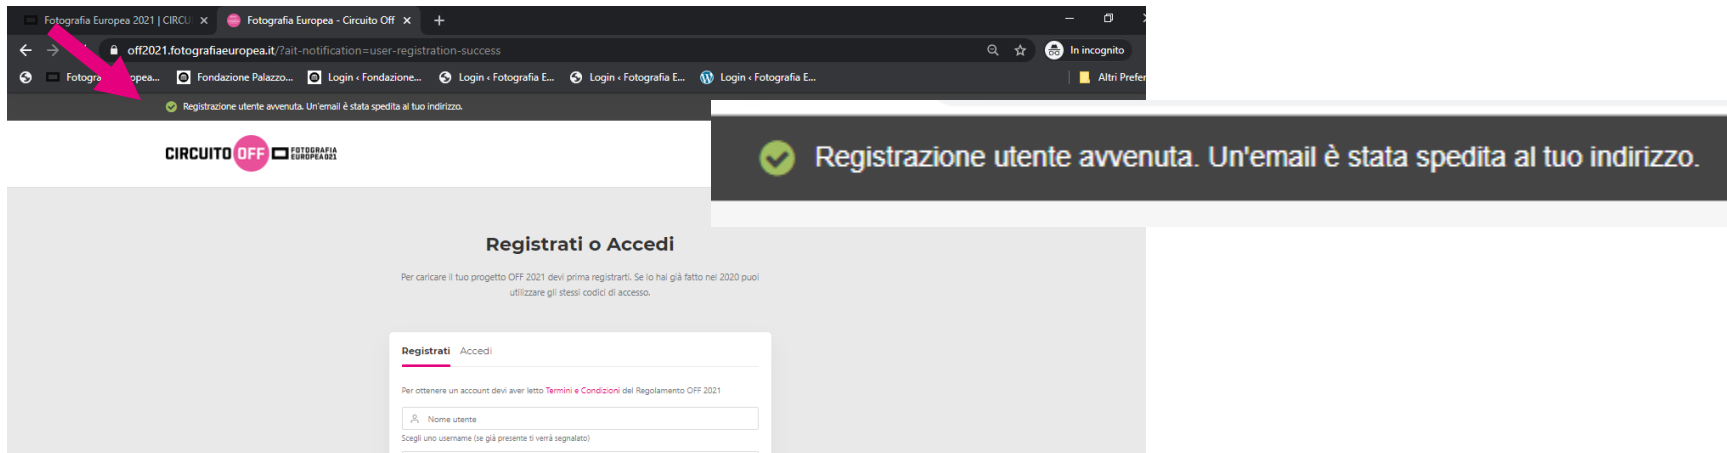 Fotografia Europea 2021 | CIRCU
Fotografia Europea - Circuito Off
off2021.fotografiaeuropea.it/?ait-notification=user-registration-success
In incognito
Fotogra
opea...
Fondazione Palazzo...
Login ‹ Fondazione...
Login ‹ Fotografia E...
Login ‹ Fotografia E...
Login ‹ Fotografia E...
Altri Prefer
Registrazione utente avvenuta. Un'email è stata spedita al tuo indirizzo.
Registrazione utente avvenuta. Un'email è stata spedita al tuo indirizzo.
CIRCUITO OFF FOTOGRAFIA
EUROPEA021
Registrati o Accedi
Per caricare il tuo progetto OFF 2021 devi prima registrarti. Se lo hai già fatto nel 2020 puoi
utilizzare gli stessi codici di accesso.
Registrati Accedi
Per ottenere un account devi aver letto Termini e Condizioni del Regolamento OFF 2021
Nome utente
Scegli uno username (se già presente ti verrà segnalato)